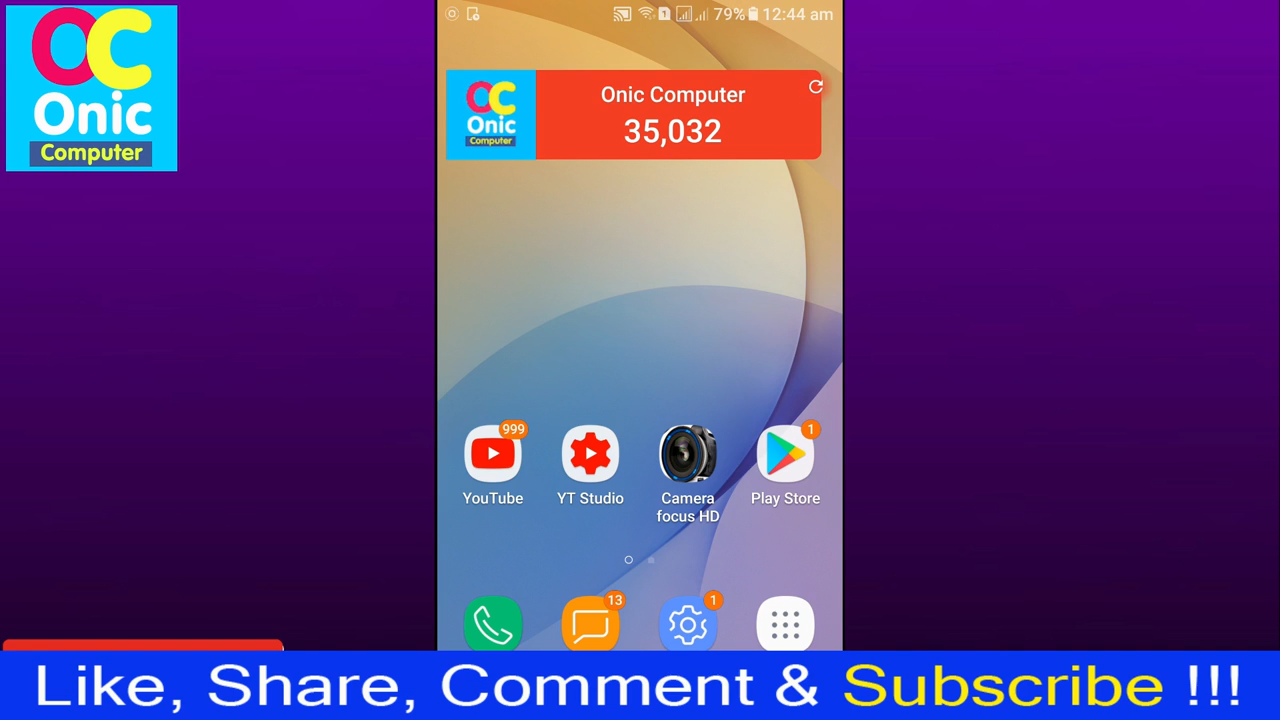 OC
Onic
Computer
1
79%
12:44 am
OC
Onic
Computer
Onic Computer
35,032
999
1
YouTube
YT Studio
Camera
focus HD
Play Store
13
1
Like, Share, Comment & Subscribe !!!